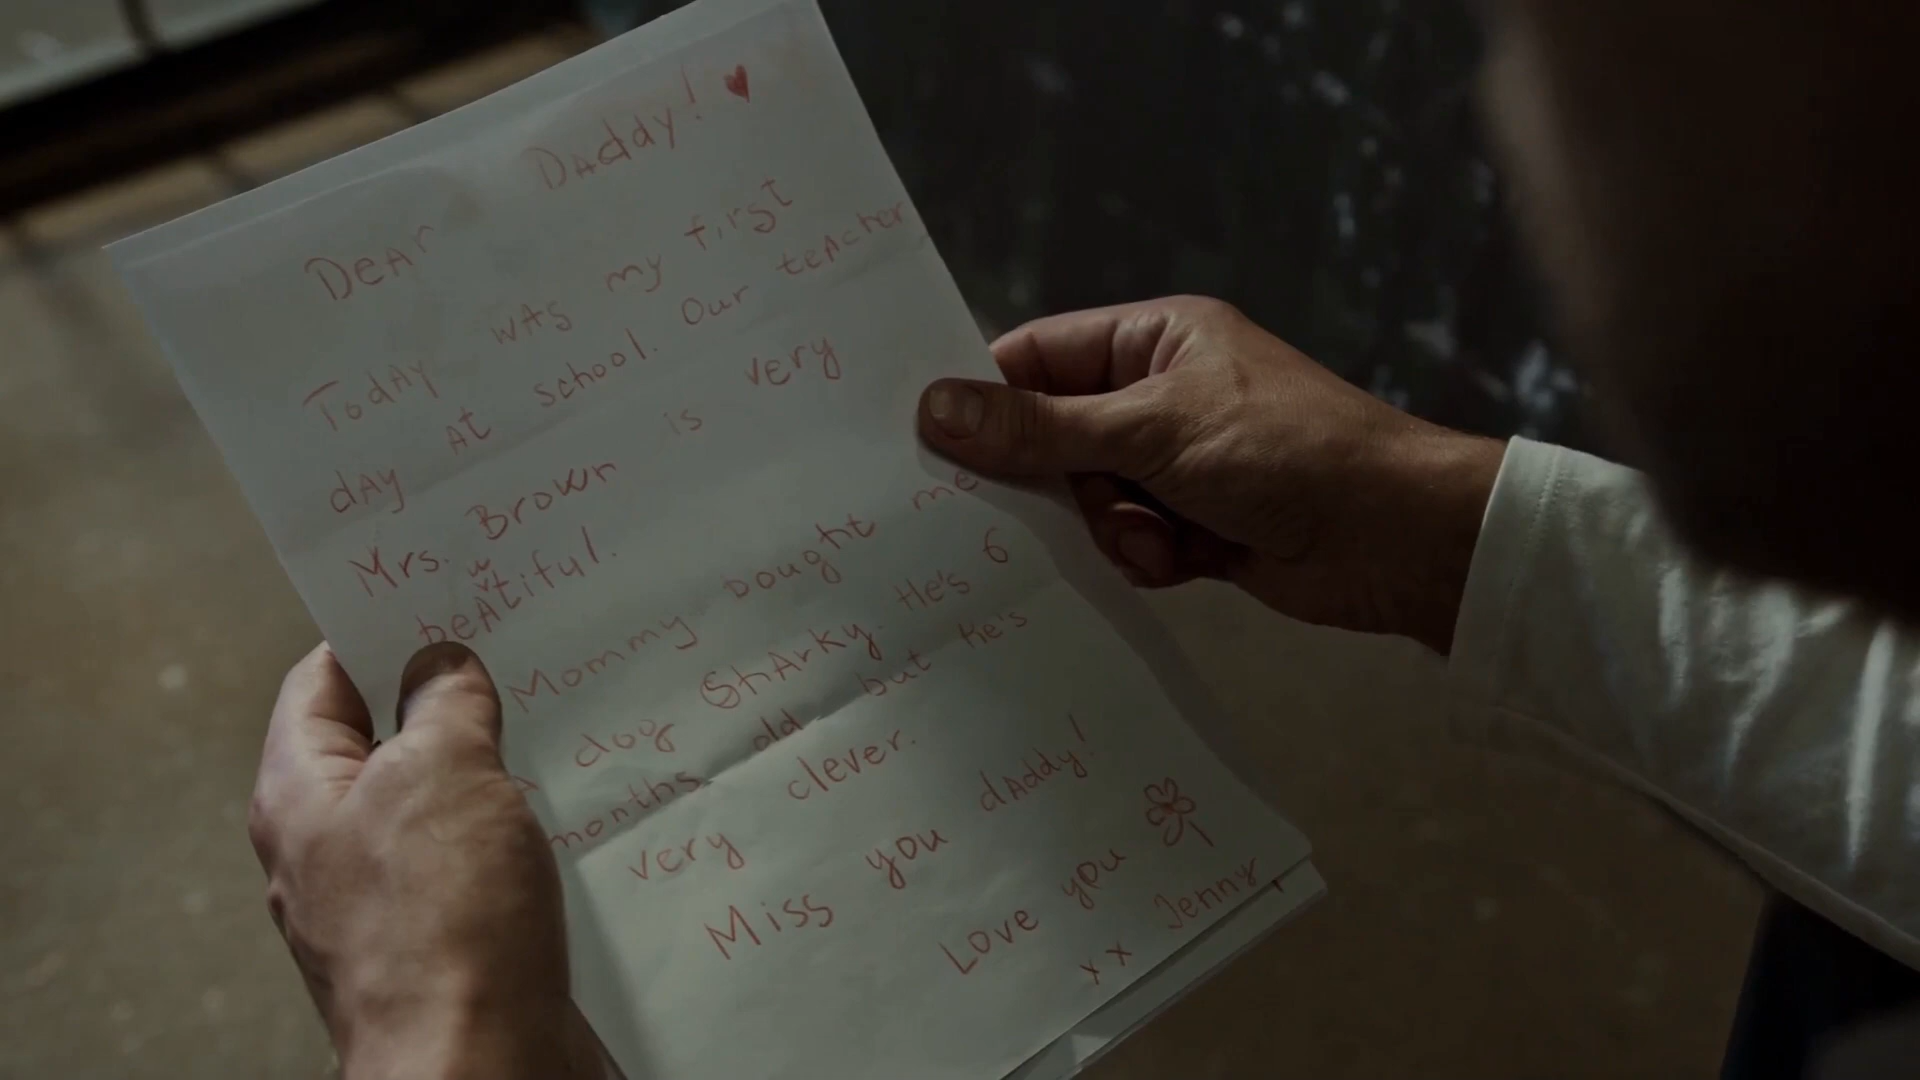 Dear Daddy!
Today was my first
day at school. Our teacher
Mrs. Brown is very
beautiful.
Mommy bought me
a dog Sharky. He's 6
months old but he's
very clever.
Miss you daddy!
Love you
xx Jenny